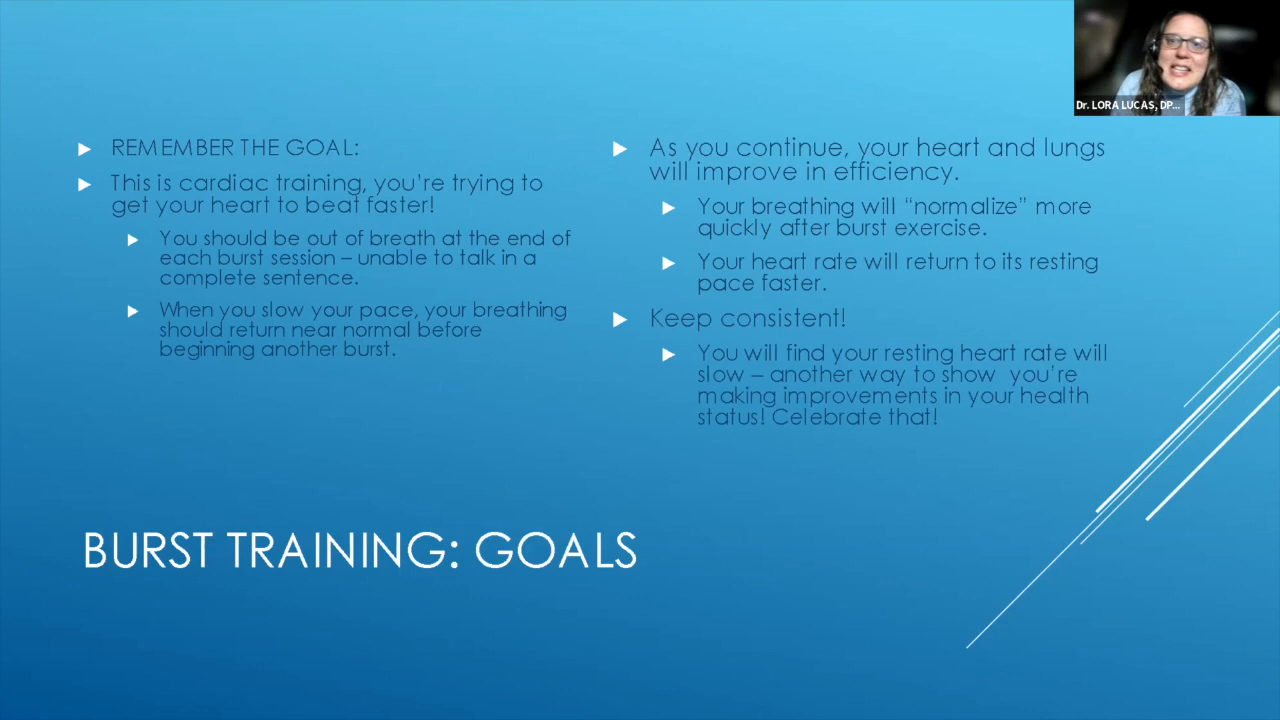 Dr. LORA LUCAS, DP...
REMEMBER THE GOAL:
This is cardiac training, you're trying to
get your heart to beat faster!
You should be out of breath at the end of
each burst session – unable to talk in a
complete sentence.
When you slow your pace, your breathing
should return near normal before
beginning another burst.
As you continue, your heart and lungs
will improve in efficiency.
Your breathing will "normalize" more
quickly after burst exercise.
Your heart rate will return to its resting
pace faster.
Keep consistent!
You will find your resting heart rate will
slow – another way to show  you're
making improvements in your health
status! Celebrate that!
BURST TRAINING: GOALS